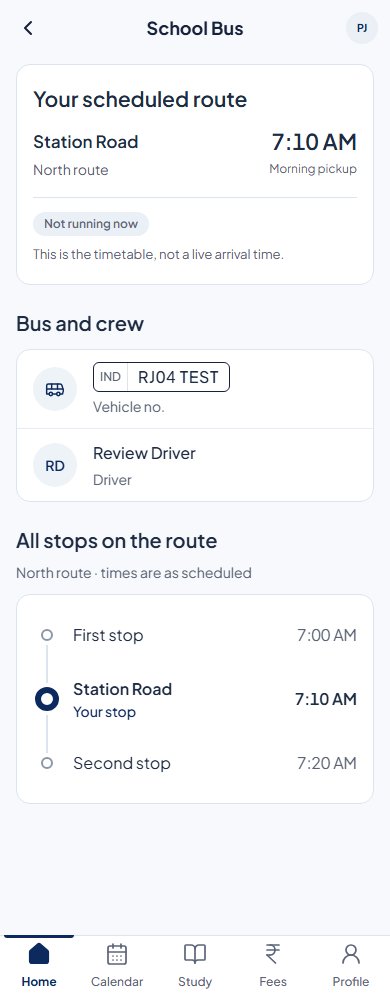 School Bus
PJ
Your scheduled route
Station Road
7:10 AM
North route
Morning pickup
Not running now
This is the timetable, not a live arrival time.
Bus and crew
IND
RJ04 TEST
Vehicle no.
RD
Review Driver
Driver
All stops on the route
North route · times are as scheduled
First stop
7:00 AM
Station Road
7:10 AM
Your stop
Second stop
7:20 AM
Home
Calendar
Study
Fees
Profile